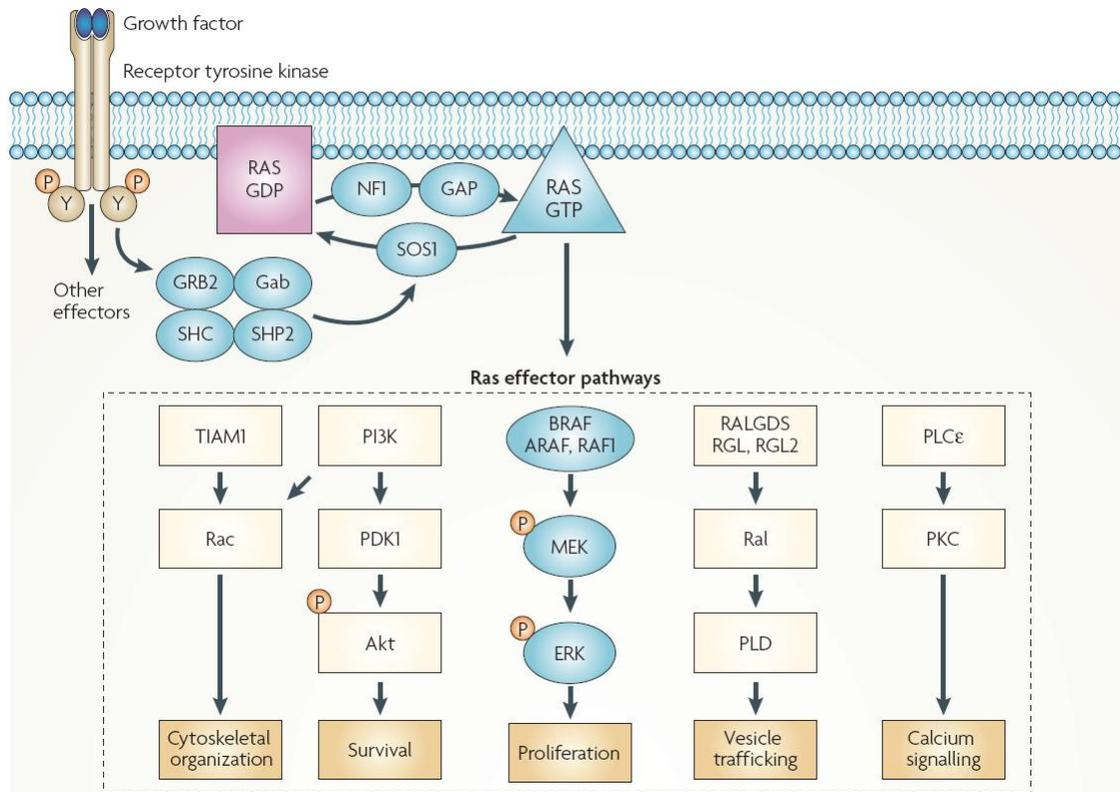 Growth factor
Receptor tyrosine kinase
RAS
GDP
NF1
GAP
RAS
GTP
P
Y
P
Y
SOS1
Other
effectors
GRB2
Gab
SHC
SHP2
Ras effector pathways
TIAM1
PI3K
BRAF
ARAF, RAF1
RALGDS
RGL, RGL2
PLCε
Rac
PDK1
P
MEK
Ral
PKC
P
Akt
P
ERK
PLD
Cytoskeletal
organization
Survival
Proliferation
Vesicle
trafficking
Calcium
signalling